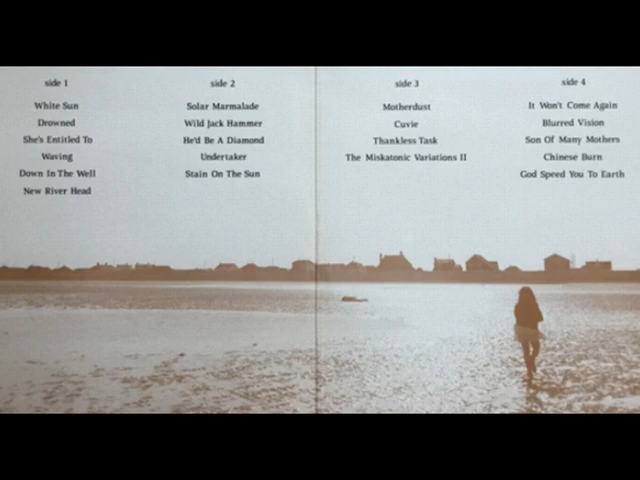 side 1
White Sun
Drowned
She's Entitled To
Waving
Down In The Well
New River Head
side 2
Solar Marmalade
Wild Jack Hammer
He'd Be A Diamond
Undertaker
Stain On The Sun
side 3
Motherdust
Cuvie
Thankless Task
The Miskatonic Variations II
side 4
It Won't Come Again
Blurred Vision
Son Of Many Mothers
Chinese Burn
God Speed You To Earth